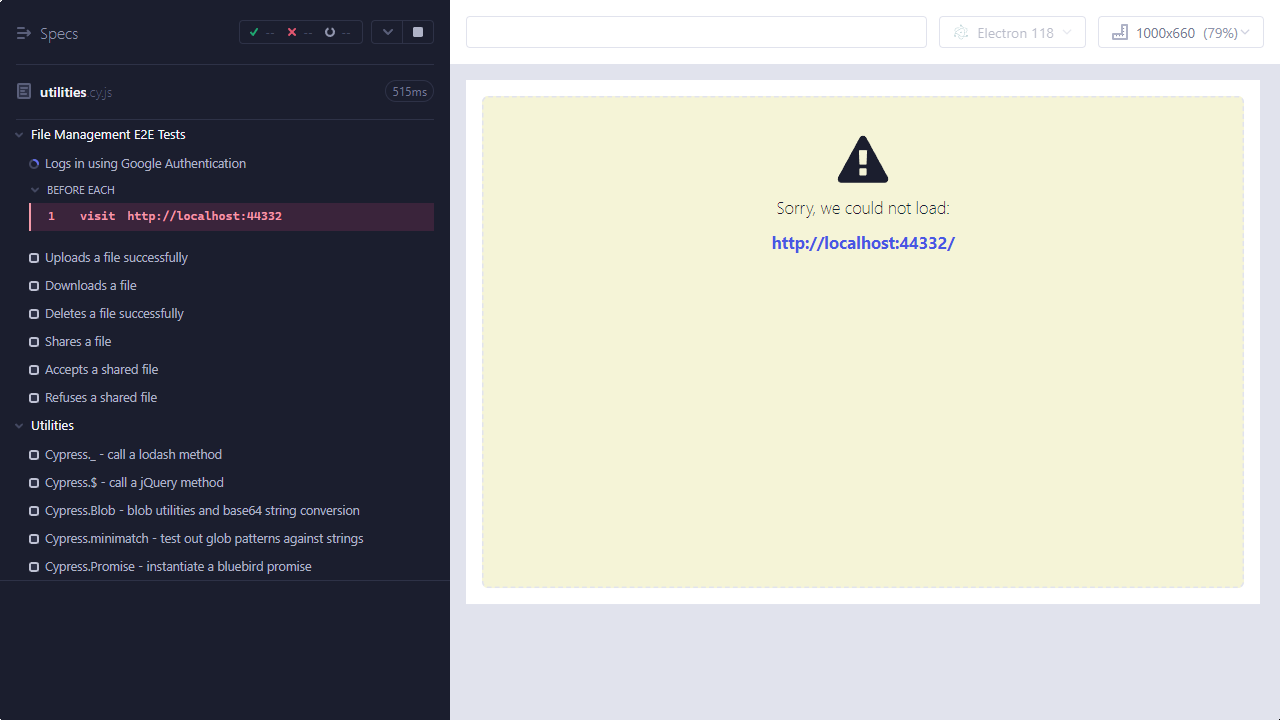 Specs
-- -- --
utilities.cy.js
515ms
File Management E2E Tests
Logs in using Google Authentication
BEFORE EACH
1 visit http://localhost:44332
Uploads a file successfully
Downloads a file
Deletes a file successfully
Shares a file
Accepts a shared file
Refuses a shared file
Utilities
Cypress._ - call a lodash method
Cypress.$ - call a jQuery method
Cypress.Blob - blob utilities and base64 string conversion
Cypress.minimatch - test out glob patterns against strings
Cypress.Promise - instantiate a bluebird promise
Electron 118
1000x660 (79%)
Sorry, we could not load:
http://localhost:44332/